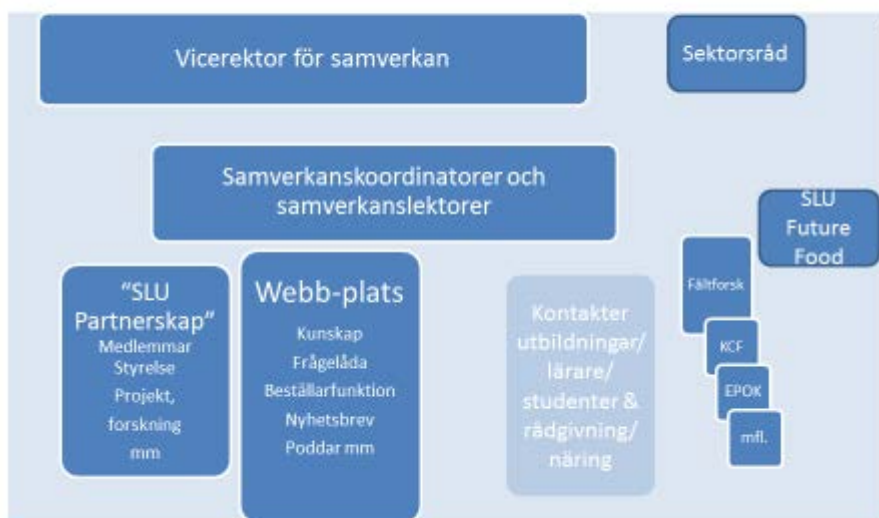 Vicerektor för samverkan
Sektorsråd
Samverkanskoordinatorer och
samverkanslektorer
SLU
Future
Food
"SLU
Partnerskap"
Medlemmar
Styrelse
Projekt,
forskning
mm
Webb-plats
Kunskap
Frågelåda
Beställarfunktion
Nyhetsbrev
Poddar mm
Kontakter
utbildningar/
lärare/
studenter &
rådgivning/
näring
Fältforsk
KCF
EPOK
mfl.